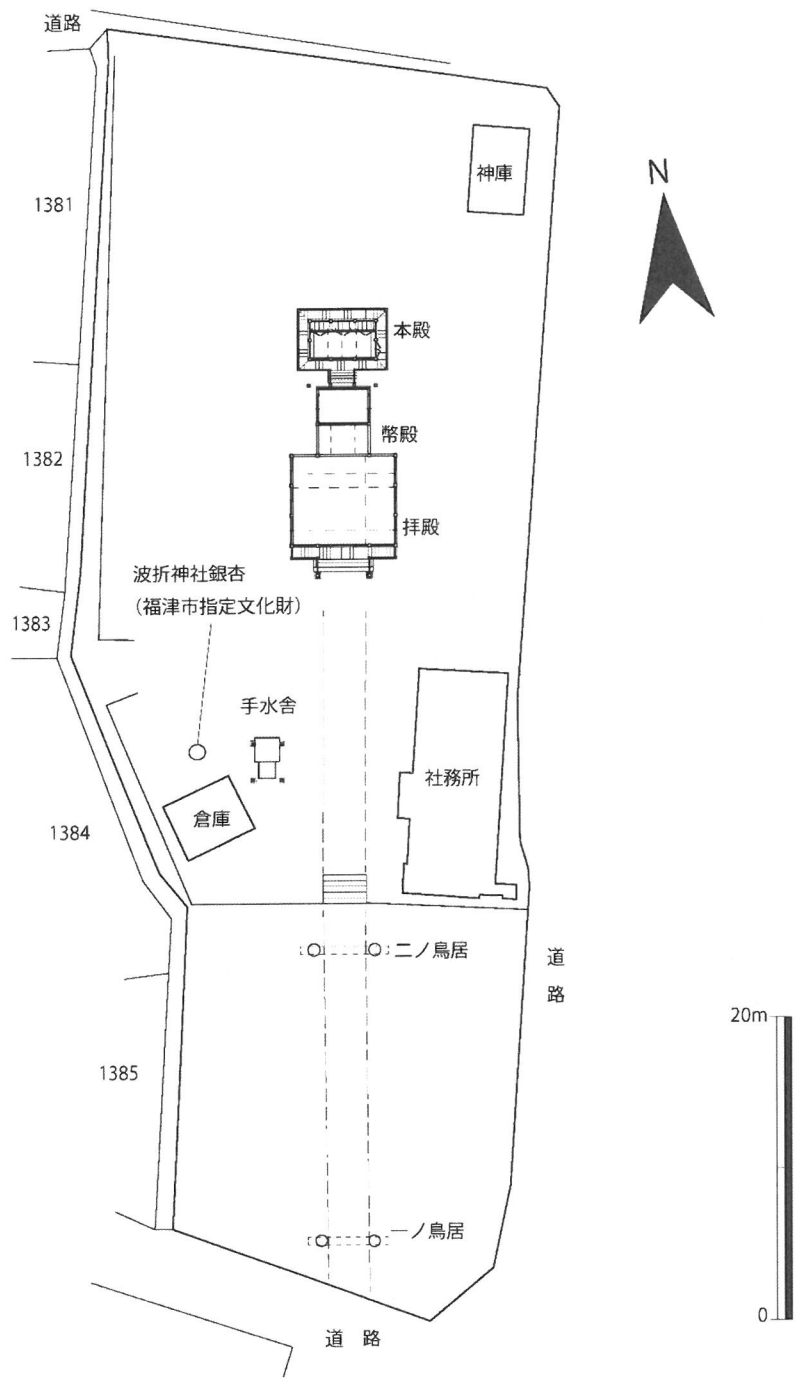 道路
神庫
N
1381
本殿
幣殿
1382
拝殿
波折神社銀杏
（福津市指定文化財）
1383
手水舎
社務所
倉庫
1384
二ノ鳥居
道路
20m
1385
一ノ鳥居
0
道路